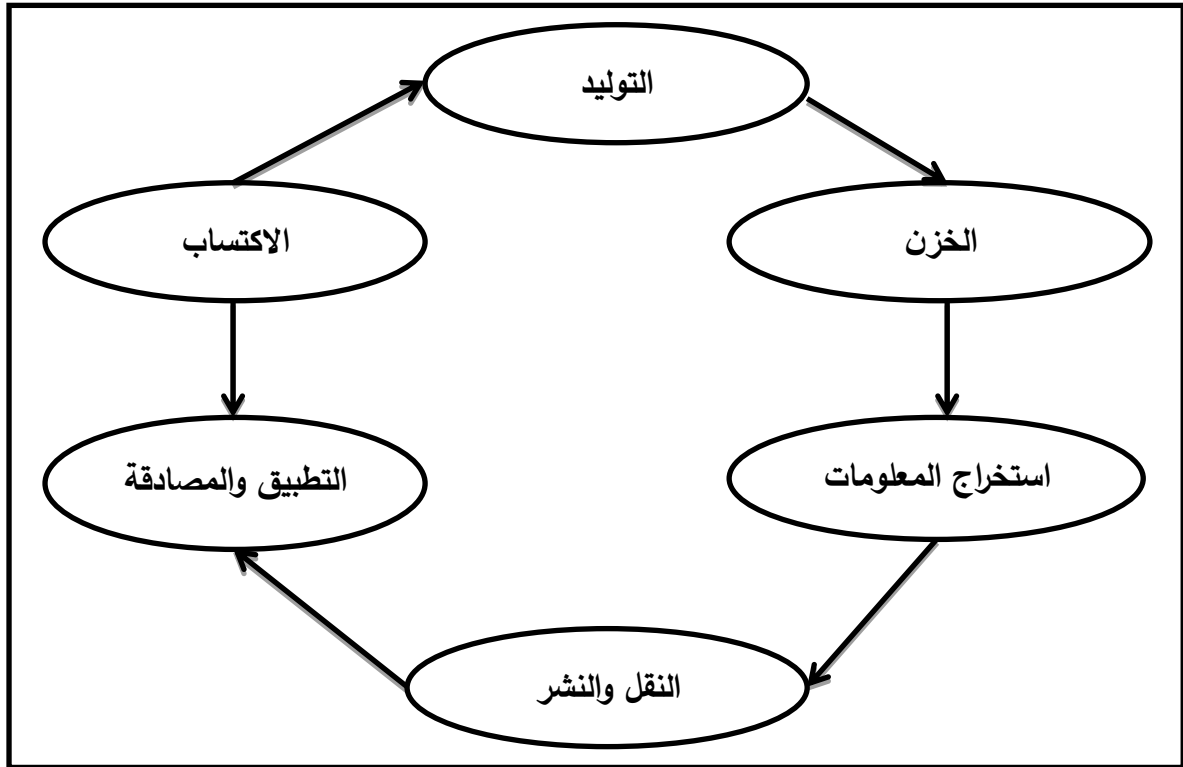 التوليد
الاكتساب
الخزن
التطبيق والمصادقة
استخراج المعلومات
النقل والنشر